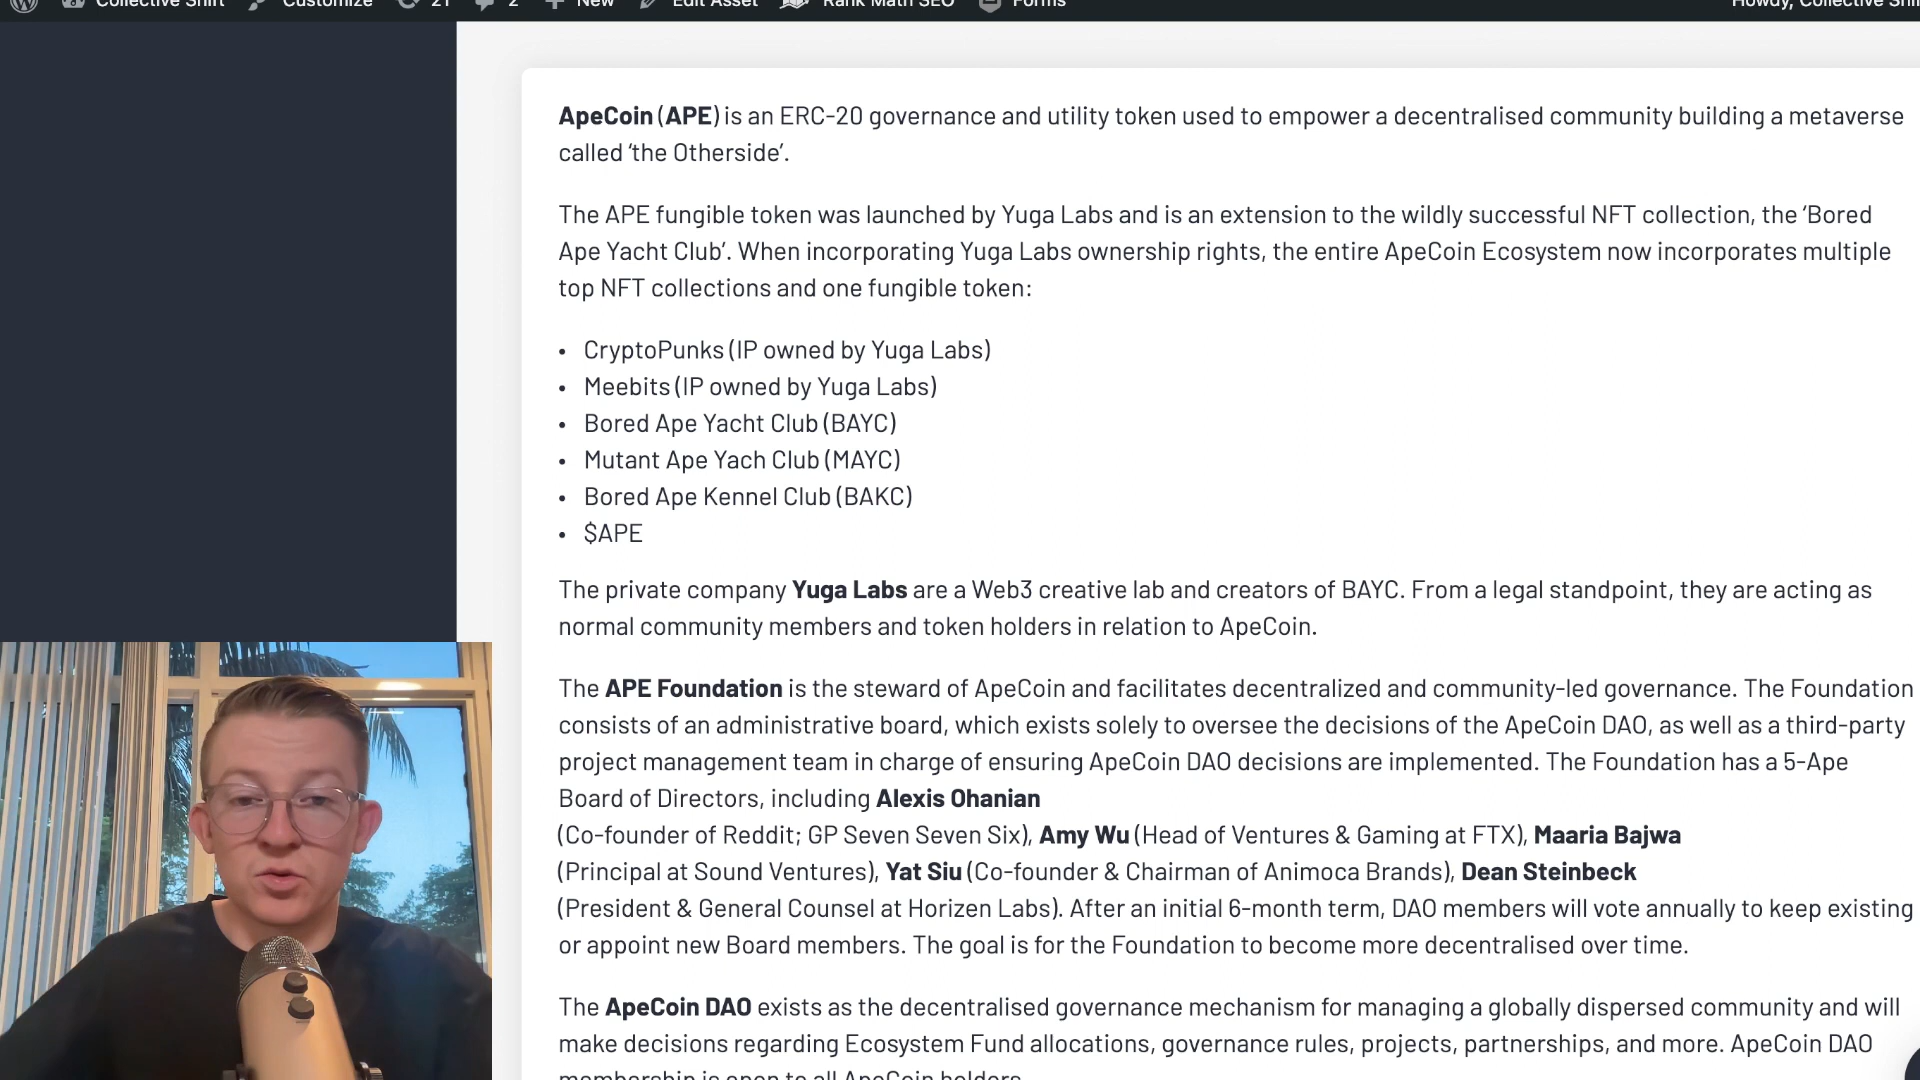 Collective Shift Customize 21 2 New Edit Asset Rank Math SEO Forms Howdy, Collective Shif
ApeCoin (APE) is an ERC-20 governance and utility token used to empower a decentralised community building a metaverse
called ‘the Otherside’.
The APE fungible token was launched by Yuga Labs and is an extension to the wildly successful NFT collection, the ‘Bored
Ape Yacht Club’. When incorporating Yuga Labs ownership rights, the entire ApeCoin Ecosystem now incorporates multiple
top NFT collections and one fungible token:
• CryptoPunks (IP owned by Yuga Labs)
• Meebits (IP owned by Yuga Labs)
• Bored Ape Yacht Club (BAYC)
• Mutant Ape Yach Club (MAYC)
• Bored Ape Kennel Club (BAKC)
• $APE
The private company Yuga Labs are a Web3 creative lab and creators of BAYC. From a legal standpoint, they are acting as
normal community members and token holders in relation to ApeCoin.
The APE Foundation is the steward of ApeCoin and facilitates decentralized and community-led governance. The Foundation
consists of an administrative board, which exists solely to oversee the decisions of the ApeCoin DAO, as well as a third-party
project management team in charge of ensuring ApeCoin DAO decisions are implemented. The Foundation has a 5-Ape
Board of Directors, including Alexis Ohanian
(Co-founder of Reddit; GP Seven Seven Six), Amy Wu (Head of Ventures & Gaming at FTX), Maaria Bajwa
(Principal at Sound Ventures), Yat Siu (Co-founder & Chairman of Animoca Brands), Dean Steinbeck
(President & General Counsel at Horizen Labs). After an initial 6-month term, DAO members will vote annually to keep existing
or appoint new Board members. The goal is for the Foundation to become more decentralised over time.
The ApeCoin DAO exists as the decentralised governance mechanism for managing a globally dispersed community and will
make decisions regarding Ecosystem Fund allocations, governance rules, projects, partnerships, and more. ApeCoin DAO
membership is open to all ApeCoin holders